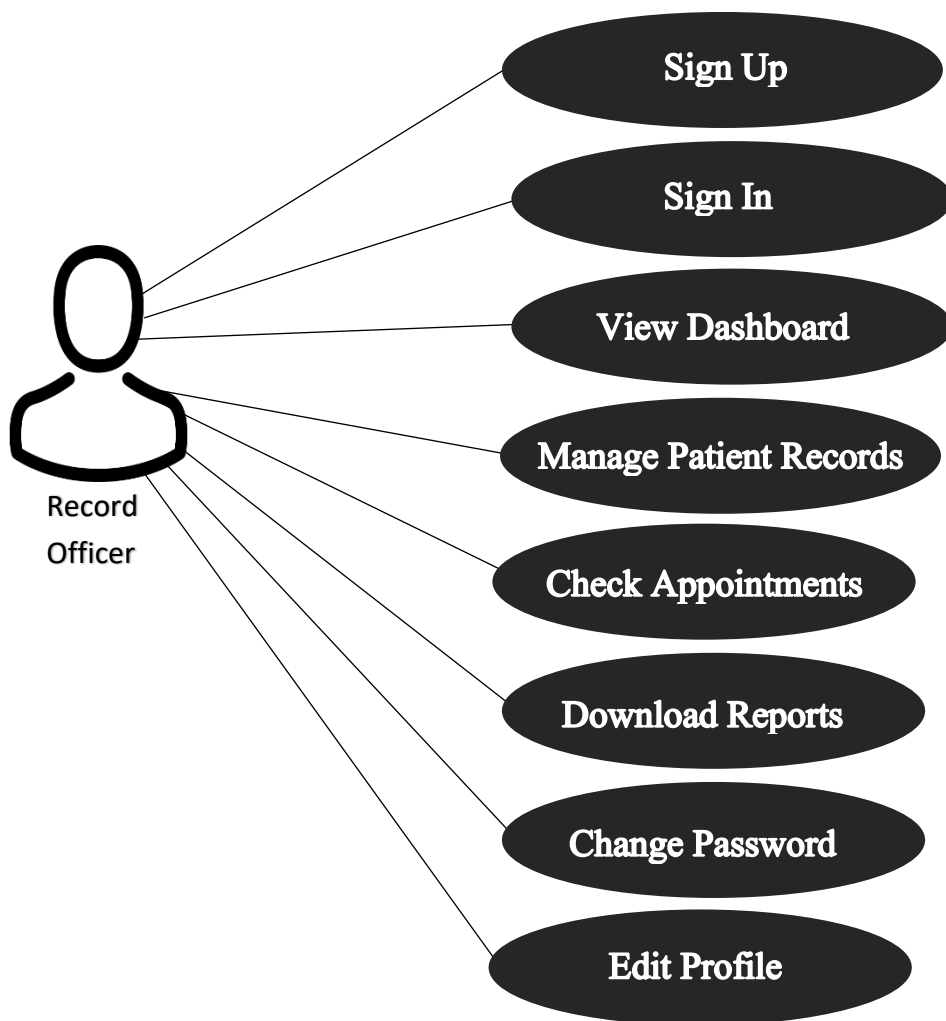 Sign Up
Sign In
View Dashboard
Manage Patient Records
Record
Officer
Check Appointments
Download Reports
Change Password
Edit Profile